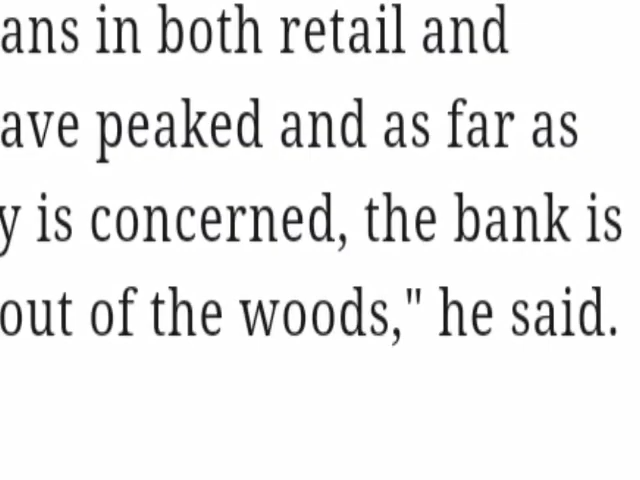 ans in both retail and
ave peaked and as far as
y is concerned, the bank is
out of the woods," he said.